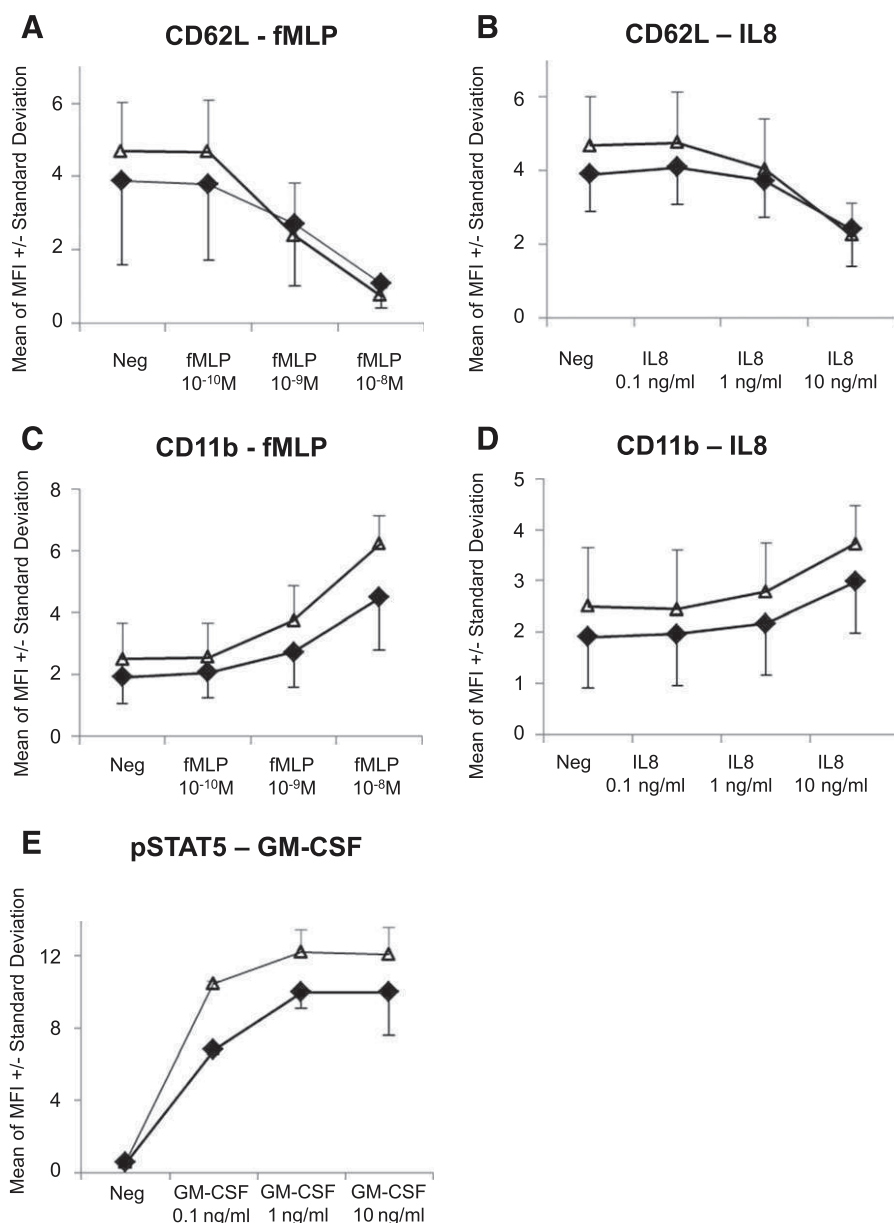 A
CD62L - fMLP
Mean of MFI +/- Standard Deviation
6
4
2
0
Neg
fMLP
10⁻¹⁰M
fMLP
10⁻⁹M
fMLP
10⁻⁸M
B
CD62L – IL8
Mean of MFI +/- Standard Deviation
6
4
2
0
Neg
IL8
0.1 ng/ml
IL8
1 ng/ml
IL8
10 ng/ml
C
CD11b - fMLP
Mean of MFI +/- Standard Deviation
8
6
4
2
0
Neg
fMLP
10⁻¹⁰M
fMLP
10⁻⁹M
fMLP
10⁻⁸M
D
CD11b – IL8
Mean of MFI +/- Standard Deviation
5
4
3
2
1
0
Neg
IL8
0.1 ng/ml
IL8
1 ng/ml
IL8
10 ng/ml
E
pSTAT5 – GM-CSF
Mean of MFI +/- Standard Deviation
12
8
4
0
Neg
GM-CSF
0.1 ng/ml
GM-CSF
1 ng/ml
GM-CSF
10 ng/ml